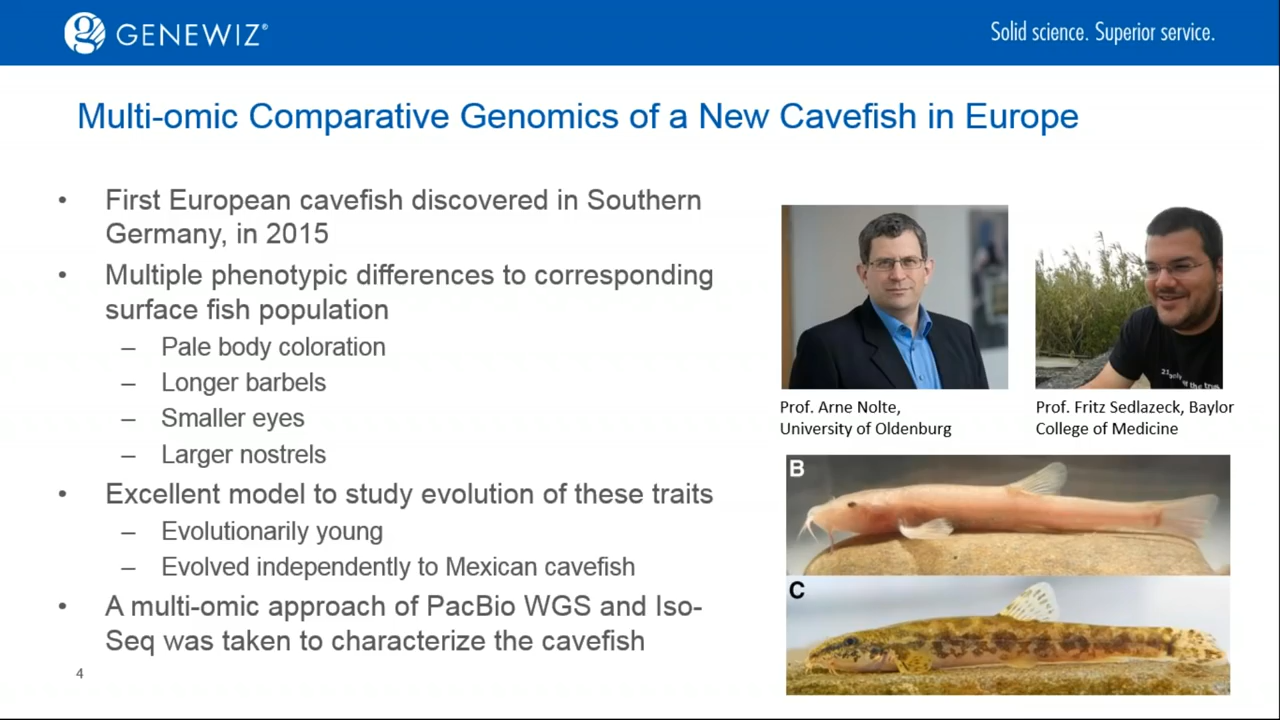 GENEWIZ®
Solid science. Superior service.
Multi-omic Comparative Genomics of a New Cavefish in Europe
• First European cavefish discovered in Southern
Germany, in 2015
• Multiple phenotypic differences to corresponding
surface fish population
– Pale body coloration
– Longer barbels
– Smaller eyes
– Larger nostrels
• Excellent model to study evolution of these traits
– Evolutionarily young
– Evolved independently to Mexican cavefish
• A multi-omic approach of PacBio WGS and Iso-
Seq was taken to characterize the cavefish
4
Prof. Arne Nolte,
University of Oldenburg
Prof. Fritz Sedlazeck, Baylor
College of Medicine
B
C